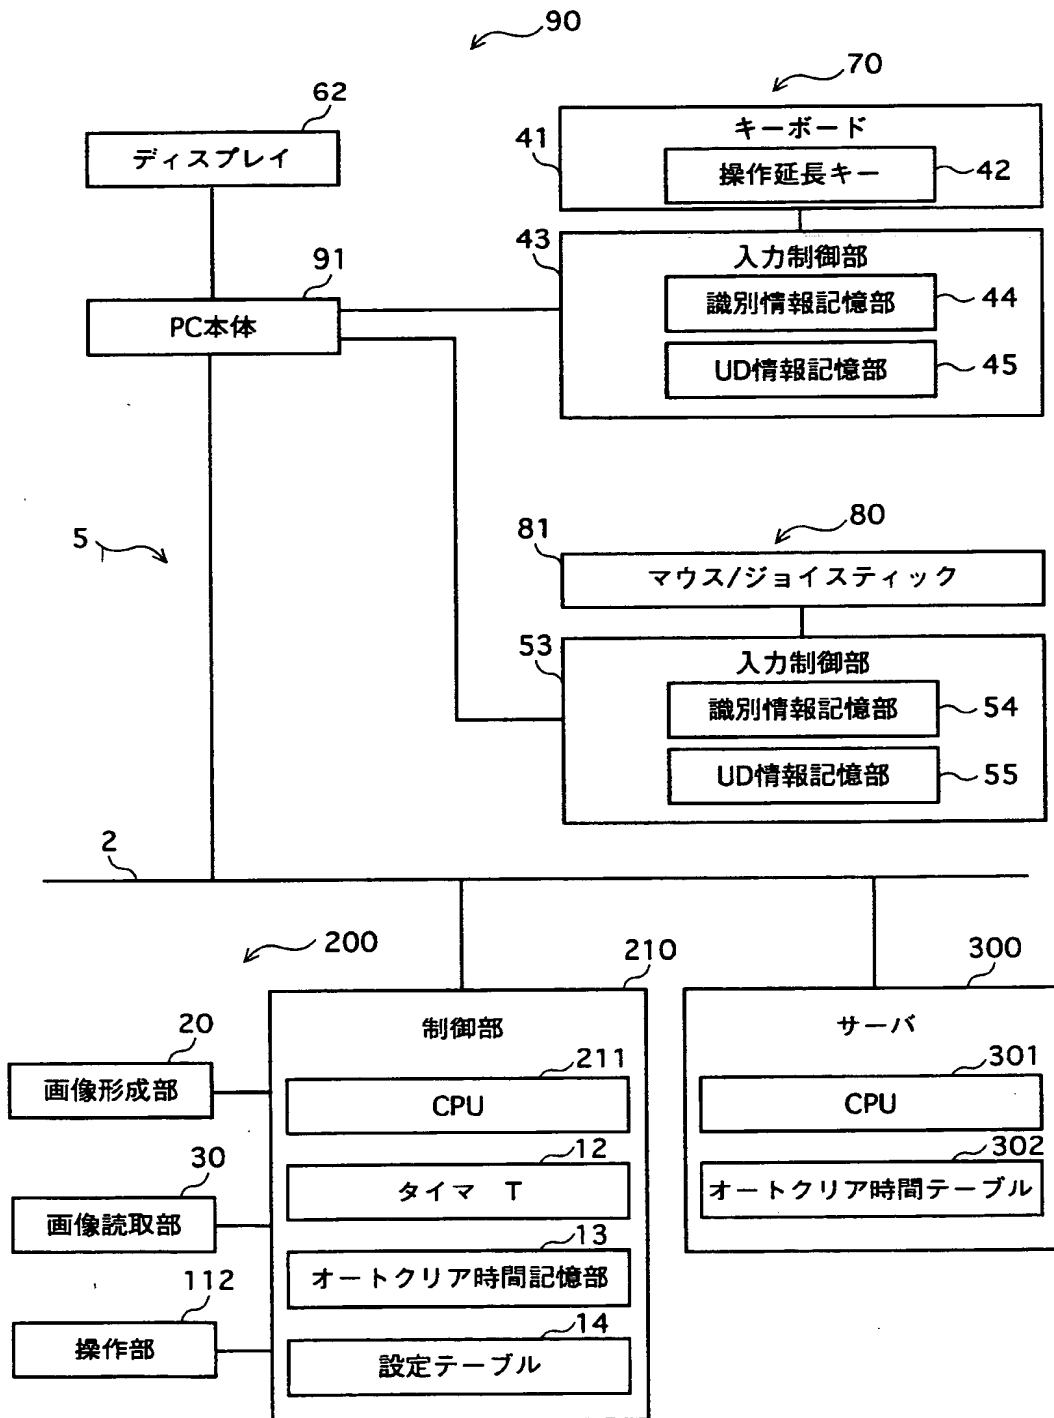 90
70
62
ディスプレイ
41
キーボード
操作延長キー
42
91
PC本体
43
入力制御部
識別情報記憶部
44
UD情報記憶部
45
5
80
81
マウス/ジョイスティック
53
入力制御部
識別情報記憶部
54
UD情報記憶部
55
2
200
210
制御部
20
画像形成部
211
CPU
30
画像読取部
12
タイマ T
13
オートクリア時間記憶部
112
操作部
14
設定テーブル
300
サーバ
301
CPU
302
オートクリア時間テーブル